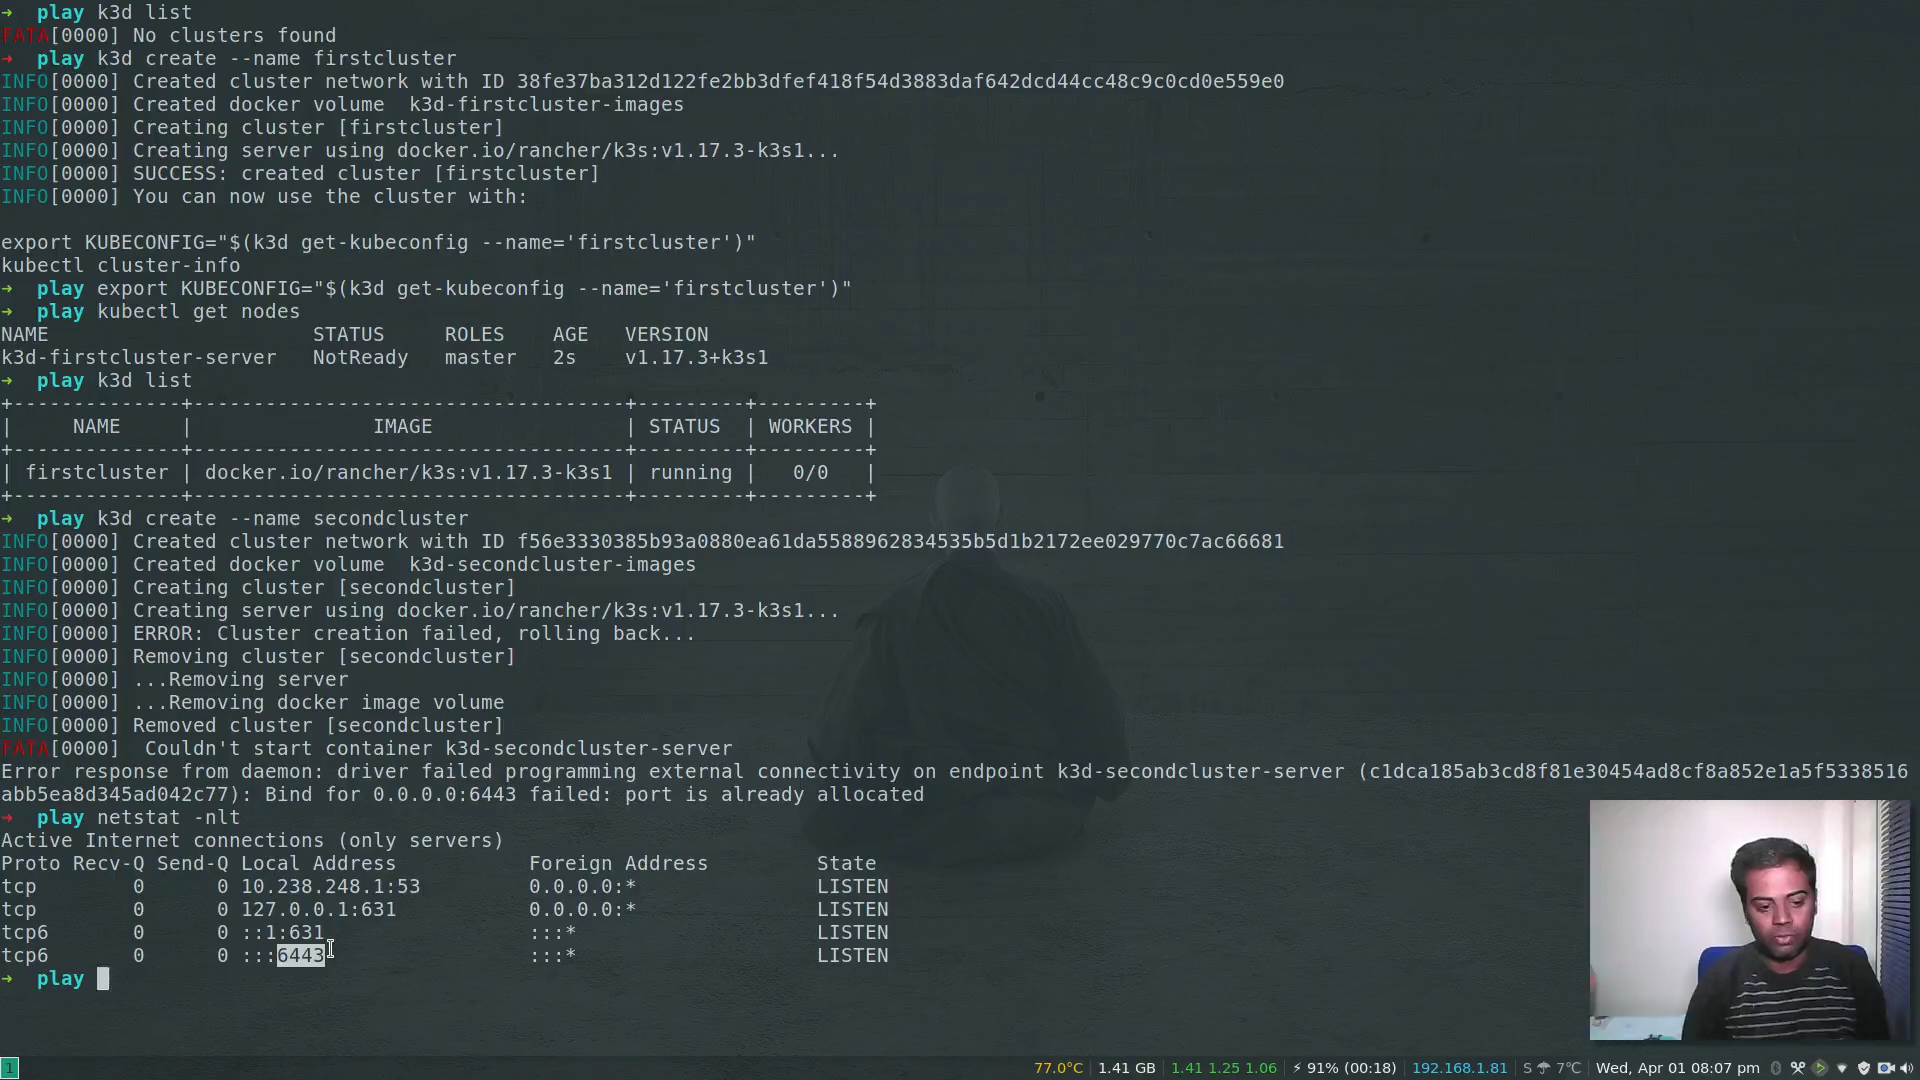 →  play k3d list
FATA[0000] No clusters found
→  play k3d create --name firstcluster
INFO[0000] Created cluster network with ID 38fe37ba312d122fe2bb3dfef418f54d3883daf642dcd44cc48c9c0cd0e559e0
INFO[0000] Created docker volume  k3d-firstcluster-images
INFO[0000] Creating cluster [firstcluster]
INFO[0000] Creating server using docker.io/rancher/k3s:v1.17.3-k3s1...
INFO[0000] SUCCESS: created cluster [firstcluster]
INFO[0000] You can now use the cluster with:
export KUBECONFIG="$(k3d get-kubeconfig --name='firstcluster')"
kubectl cluster-info
→  play export KUBECONFIG="$(k3d get-kubeconfig --name='firstcluster')"
→  play kubectl get nodes
NAME                      STATUS     ROLES    AGE   VERSION
k3d-firstcluster-server   NotReady   master   2s    v1.17.3+k3s1
→  play k3d list
+--------------+------------------------------------+---------+---------+
|     NAME     |               IMAGE                | STATUS  | WORKERS |
+--------------+------------------------------------+---------+---------+
| firstcluster | docker.io/rancher/k3s:v1.17.3-k3s1 | running |   0/0   |
+--------------+------------------------------------+---------+---------+
→  play k3d create --name secondcluster
INFO[0000] Created cluster network with ID f56e3330385b93a0880ea61da5588962834535b5d1b2172ee029770c7ac66681
INFO[0000] Created docker volume  k3d-secondcluster-images
INFO[0000] Creating cluster [secondcluster]
INFO[0000] Creating server using docker.io/rancher/k3s:v1.17.3-k3s1...
INFO[0000] ERROR: Cluster creation failed, rolling back...
INFO[0000] Removing cluster [secondcluster]
INFO[0000] ...Removing server
INFO[0000] ...Removing docker image volume
INFO[0000] Removed cluster [secondcluster]
FATA[0000]  Couldn't start container k3d-secondcluster-server
Error response from daemon: driver failed programming external connectivity on endpoint k3d-secondcluster-server (c1dca185ab3cd8f81e30454ad8cf8a852e1a5f5338516
abb5ea8d345ad042c77): Bind for 0.0.0.0:6443 failed: port is already allocated
→  play netstat -nlt
Active Internet connections (only servers)
Proto Recv-Q Send-Q Local Address           Foreign Address         State
tcp        0      0 10.238.248.1:53         0.0.0.0:*               LISTEN
tcp        0      0 127.0.0.1:631           0.0.0.0:*               LISTEN
tcp6       0      0 ::1:631                 :::*                    LISTEN
tcp6       0      0 :::6443                 :::*                    LISTEN
→  play
1 77.0°C | 1.41 GB | 1.41 1.25 1.06 | ⚡ 91% (00:18) | 192.168.1.81 | S ☂ 7℃ | Wed, Apr 01 08:07 pm